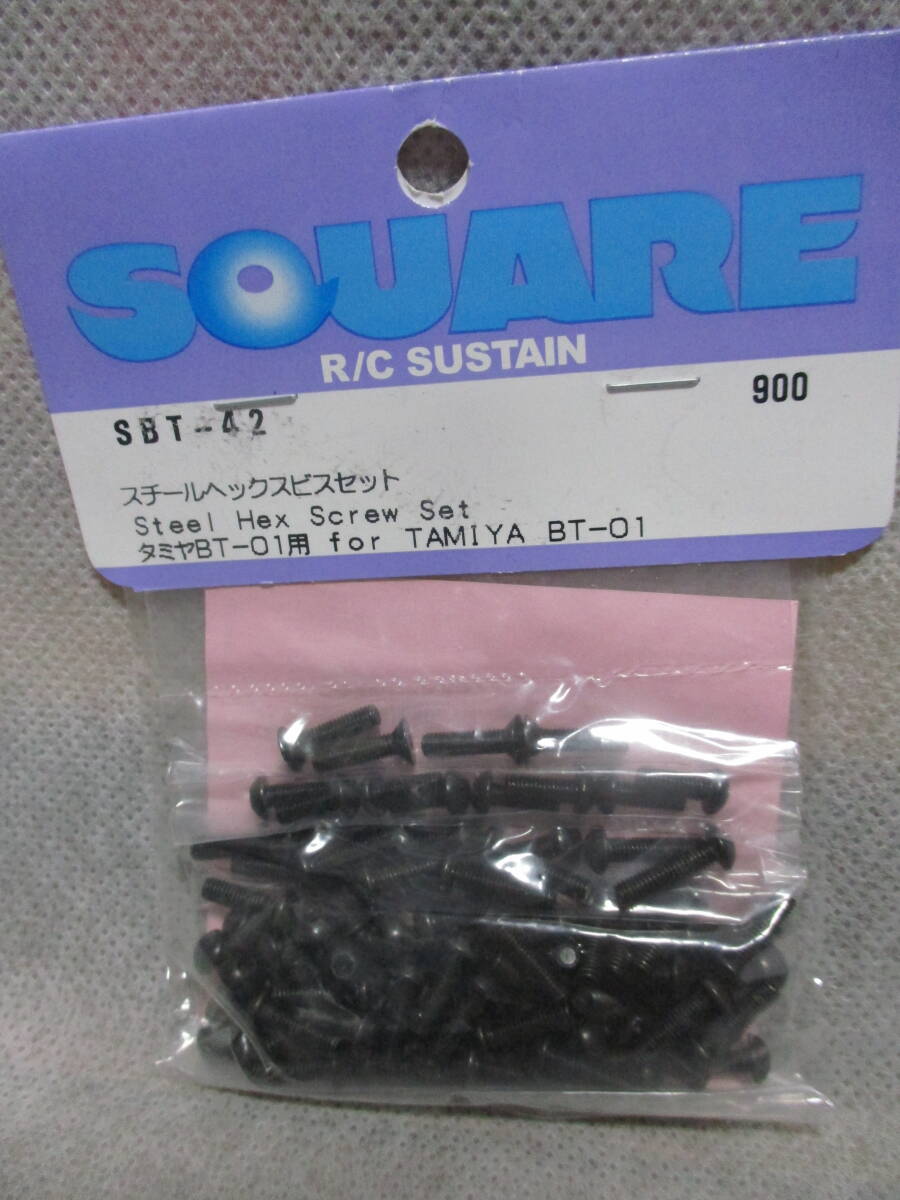 SQUARE
R/C SUSTAIN
SBT-42
900
スチールヘックスビスセット
Steel Hex Screw Set
タミヤBT-01用 for TAMIYA BT-01